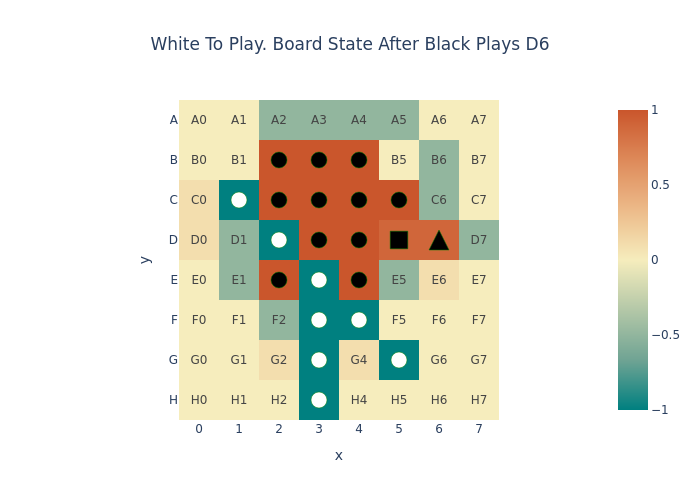 White To Play. Board State After Black Plays D6
A A0 A1 A2 A3 A4 A5 A6 A7
B B0 B1 B5 B6 B7
C C0 C6 C7
D D0 D1 D7
E E0 E1 E5 E6 E7
F F0 F1 F2 F5 F6 F7
G G0 G1 G2 G4 G6 G7
H H0 H1 H2 H4 H5 H6 H7
0 1 2 3 4 5 6 7
x
y
1
0.5
0
−0.5
−1